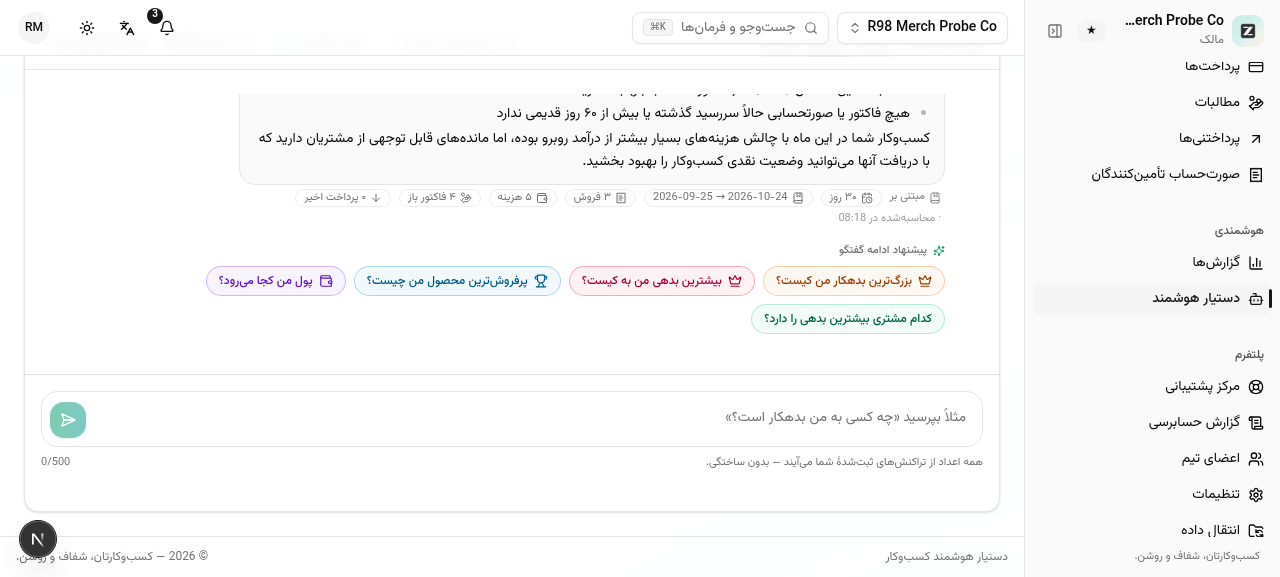 ...erch Probe Co
مالک
پرداخت‌ها
مطالبات
پرداختنی‌ها
صورت‌حساب تأمین‌کنندگان
هوشمندی
گزارش‌ها
دستیار هوشمند
پلتفرم
مرکز پشتیبانی
گزارش حسابرسی
اعضای تیم
تنظیمات
انتقال داده
کسب‌وکارتان، شفاف و روشن.
R98 Merch Probe Co
جست‌وجو و فرمان‌ها
⌘K
3
RM
هیچ فاکتور یا صورتحسابی حالاً سررسید گذشته یا بیش از ۶۰ روز قدیمی ندارد
کسب‌وکار شما در این ماه با چالش هزینه‌های بسیار بیشتر از درآمد روبرو بوده، اما مانده‌های قابل توجهی از مشتریان دارید که
با دریافت آنها می‌توانید وضعیت نقدی کسب‌وکار را بهبود بخشید.
مبتنی بر
۳۰ روز
2026-09-25 → 2026-10-24
۳ فروش
۵ هزینه
۴ فاکتور باز
۰ پرداخت اخیر
· محاسبه‌شده در 08:18
پیشنهاد ادامه گفتگو
بزرگ‌ترین بدهکار من کیست؟
بیشترین بدهی من به کیست؟
پرفروش‌ترین محصول من چیست؟
پول من کجا می‌رود؟
کدام مشتری بیشترین بدهی را دارد؟
مثلاً بپرسید «چه کسی به من بدهکار است؟»
همه اعداد از تراکنش‌های ثبت‌شدهٔ شما می‌آیند — بدون ساختگی.
0/500
دستیار هوشمند کسب‌وکار
© 2026 — کسب‌وکارتان، شفاف و روشن.